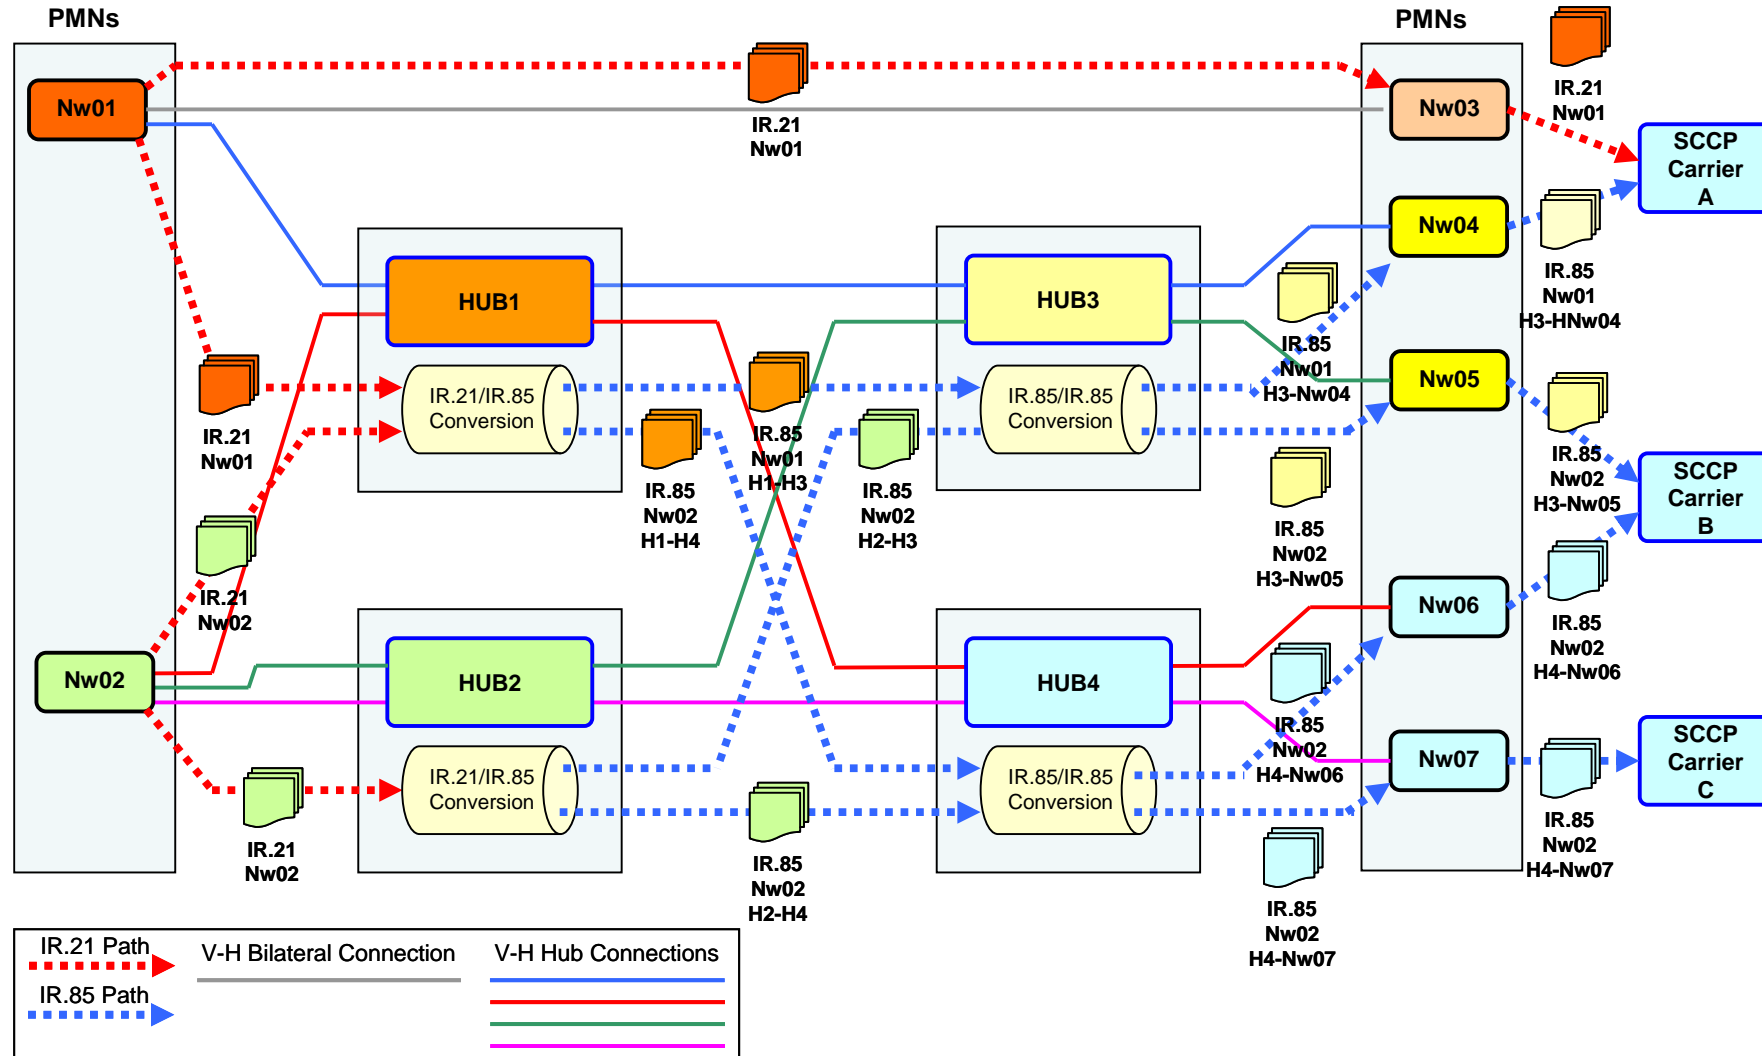 PMNs
PMNs
Nw01
IR.21
Nw01
Nw03
IR.21
Nw01
SCCP
Carrier
A
Nw04
IR.85
Nw01
H3-HNw04
HUB1
HUB3
IR.85
Nw01
H3-Nw04
Nw05
IR.21/IR.85
Conversion
IR.85/IR.85
Conversion
IR.21
Nw01
IR.85
Nw01
H1-H3
IR.85
Nw02
H1-H4
IR.85
Nw02
H2-H3
IR.85
Nw02
H3-Nw05
IR.85
Nw02
H3-Nw05
SCCP
Carrier
B
IR.21
Nw02
Nw06
IR.85
Nw02
H4-Nw06
Nw02
HUB2
HUB4
IR.85
Nw02
H4-Nw06
Nw07
SCCP
Carrier
C
IR.21/IR.85
Conversion
IR.85/IR.85
Conversion
IR.21
Nw02
IR.85
Nw02
H2-H4
IR.85
Nw02
H4-Nw07
IR.85
Nw02
H4-Nw07
IR.21 Path
V-H Bilateral Connection
V-H Hub Connections
IR.85 Path